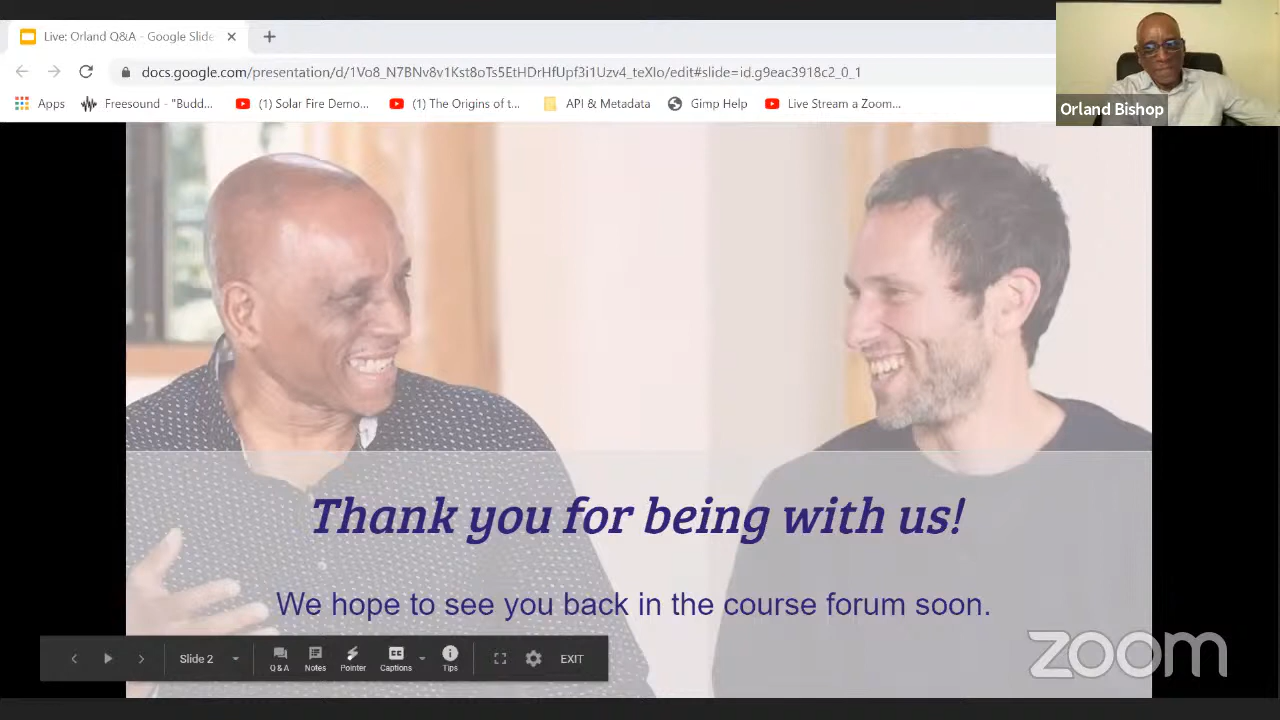 Live: Orland Q&A - Google Slide
docs.google.com/presentation/d/1Vo8_N7BNv8v1Kst8oTs5EtHDrHfUpf3i1Uzv4_teXIo/edit#slide=id.g9eac3918c2_0_1
Apps
Freesound - "Budd...
(1) Solar Fire Demo...
(1) The Origins of t...
API & Metadata
Gimp Help
Live Stream a Zoom...
Orland Bishop
Thank you for being with us!
We hope to see you back in the course forum soon.
Slide 2
Q & A
Notes
Pointer
CC
Captions
Tips
EXIT
zoom